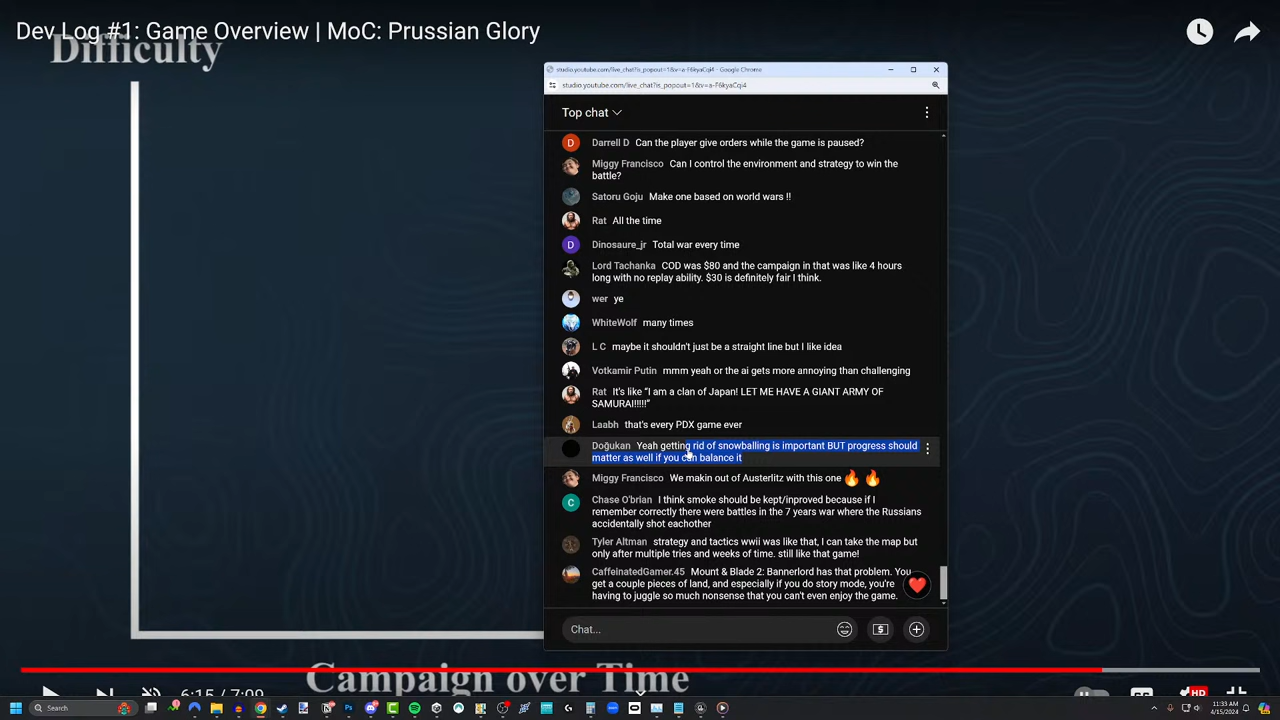 Dev Log #1: Game Overview | MoC: Prussian Glory
Difficulty
studio.youtube.com/live_chat?is_popout=1&v=a-F6kyaCqi4 - Google Chrome
studio.youtube.com/live_chat?is_popout=1&v=a-F6kyaCqi4
Top chat
Darrell D Can the player give orders while the game is paused?
Miggy Francisco Can I control the environment and strategy to win the
battle?
Satoru Goju Make one based on world wars !!
Rat All the time
Dinosaure_jr Total war every time
Lord Tachanka COD was $80 and the campaign in that was like 4 hours
long with no replay ability. $30 is definitely fair I think.
wer ye
WhiteWolf many times
L C maybe it shouldn't just be a straight line but I like idea
Votkamir Putin mmm yeah or the ai gets more annoying than challenging
Rat It's like "I am a clan of Japan! LET ME HAVE A GIANT ARMY OF
SAMURAI!!!!!"
Laabh that's every PDX game ever
Doğukan Yeah getting rid of snowballing is important BUT progress should
matter as well if you can balance it
Miggy Francisco We makin out of Austerlitz with this one 🔥 🔥
Chase O'brian I think smoke should be kept/inproved because if I
remember correctly there were battles in the 7 years war where the Russians
accidentally shot eachother
Tyler Altman strategy and tactics wwii was like that, I can take the map but
only after multiple tries and weeks of time. still like that game!
CaffeinatedGamer.45 Mount & Blade 2: Bannerlord has that problem. You
get a couple pieces of land, and especially if you do story mode, you're
having to juggle so much nonsense that you can't even enjoy the game.
Chat...
Campaign over Time
6:15 / 7:09
HD
Search
11:33 AM
4/15/2024